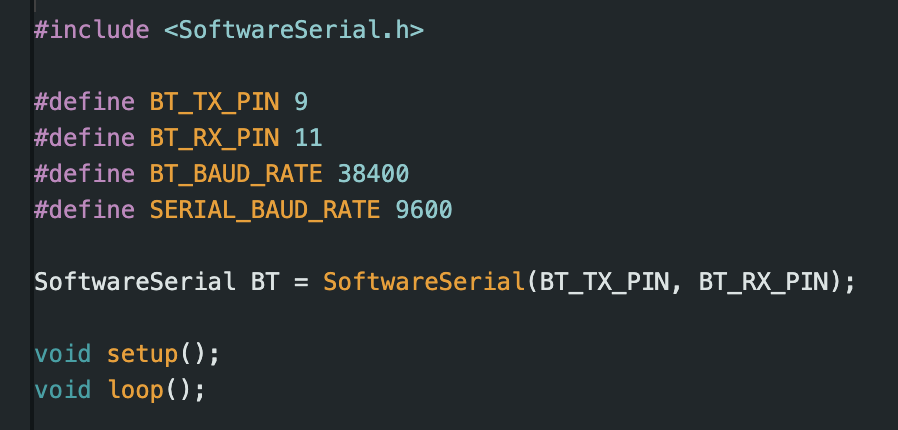 #include <SoftwareSerial.h>
#define BT_TX_PIN 9
#define BT_RX_PIN 11
#define BT_BAUD_RATE 38400
#define SERIAL_BAUD_RATE 9600
SoftwareSerial BT = SoftwareSerial(BT_TX_PIN, BT_RX_PIN);
void setup();
void loop();